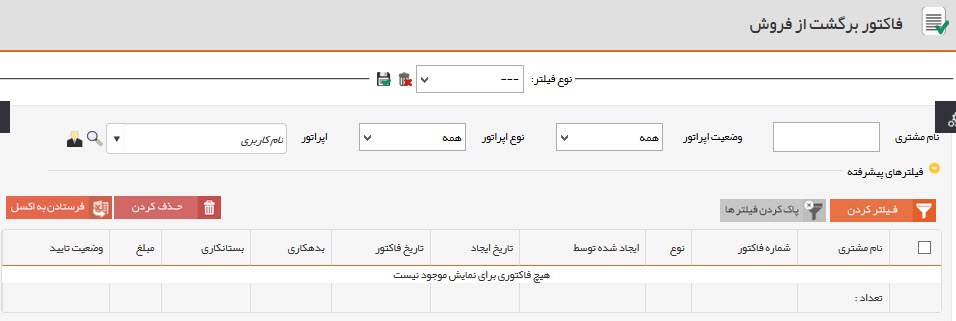 فاکتور برگشت از فروش
نوع فیلتر: ---
نام مشتری وضعیت اپراتور همه نوع اپراتور همه اپراتور نام کاربری
فیلترهای پیشرفته
فیلتر کردن پاک کردن فیلتر ها حذف کردن فرستادن به اکسل
نام مشتری شماره فاکتور نوع ایجاد شده توسط تاریخ ایجاد تاریخ فاکتور بدهکاری بستانکاری مبلغ وضعیت تایید
هیچ فاکتوری برای نمایش موجود نیست
تعداد :